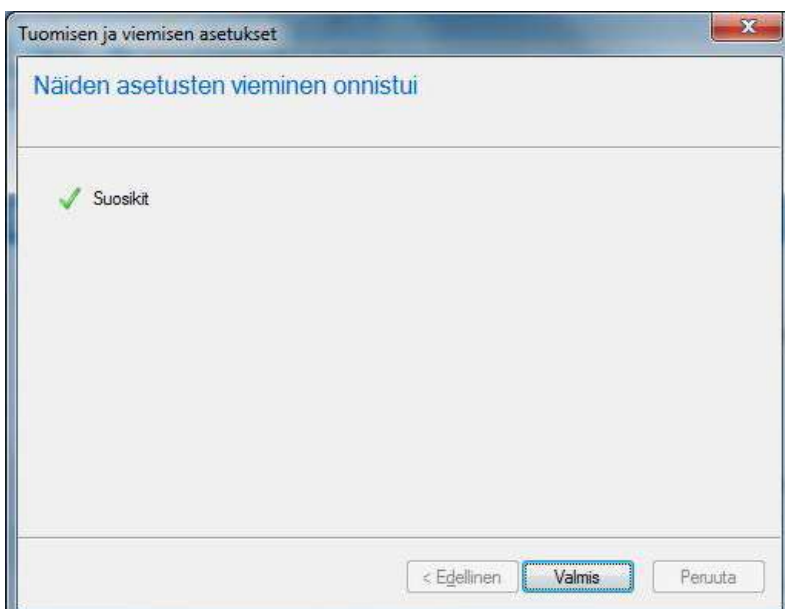 Tuomisen ja viemisen asetukset
Näiden asetusten vieminen onnistui
Suosikit
< Edellinen
Valmis
Peruuta